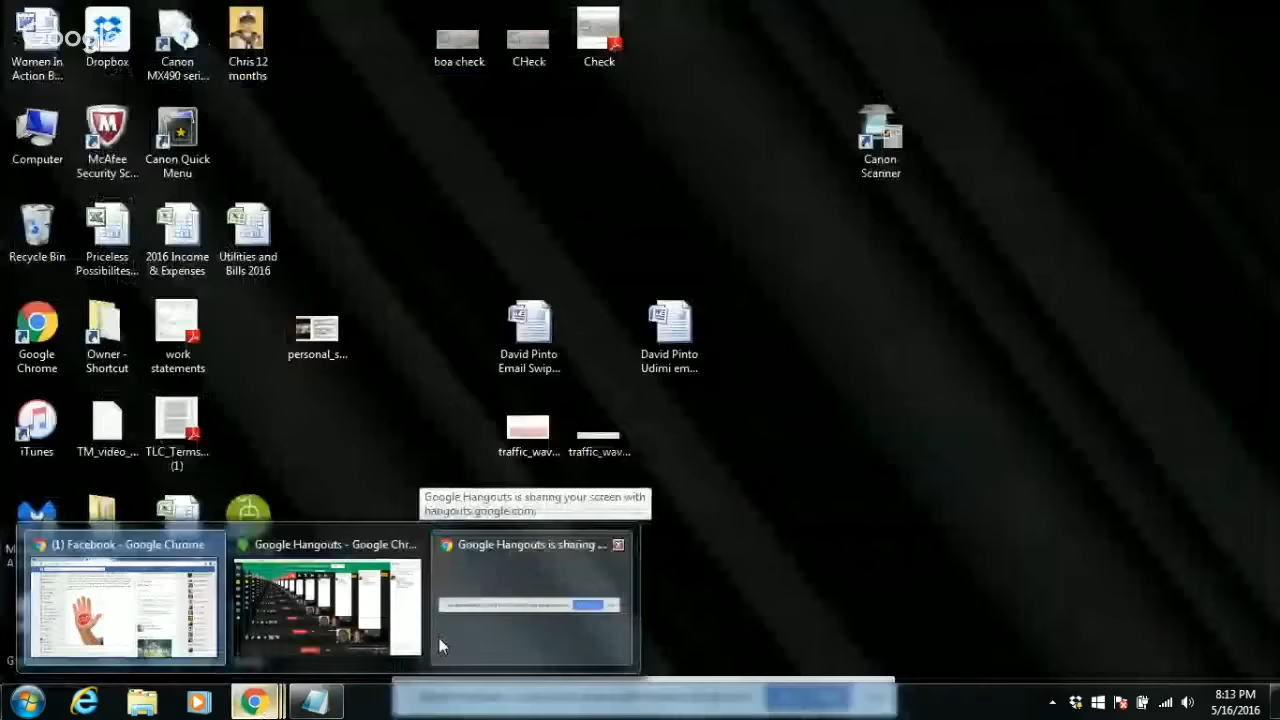 Google
Women In
Action B...
Dropbox
Canon
MX490 seri...
Chris 12
months
boa check
CHeck
Check
Computer
McAfee
Security Sc...
Canon Quick
Menu
Canon
Scanner
Recycle Bin
Priceless
Possibilites...
2016 Income
& Expenses
Utilities and
Bills 2016
Google
Chrome
Owner -
Shortcut
work
statements
personal_s...
David Pinto
Email Swip...
David Pinto
Udimi em...
iTunes
TM_video_...
TLC_Terms...
(1)
traffic_wav...
traffic_wav...
Google Hangouts is sharing your screen with
hangouts.google.com.
(1) Facebook - Google Chrome
Google Hangouts - Google Chr...
Google Hangouts is sharing ...
8:13 PM
5/16/2016